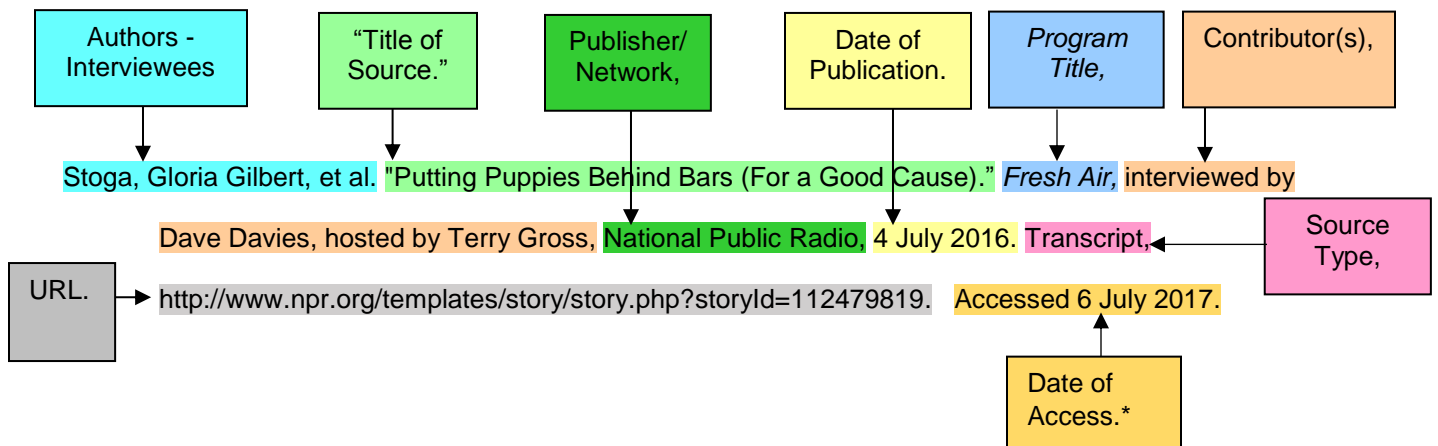 Authors -
Interviewees
“Title of
Source.”
Publisher/
Network,
Date of
Publication.
Program
Title,
Contributor(s),
Stoga, Gloria Gilbert, et al. "Putting Puppies Behind Bars (For a Good Cause).” Fresh Air, interviewed by
Dave Davies, hosted by Terry Gross, National Public Radio, 4 July 2016. Transcript,
Source
Type,
URL.
http://www.npr.org/templates/story/story.php?storyId=112479819. Accessed 6 July 2017.
Date of
Access.*